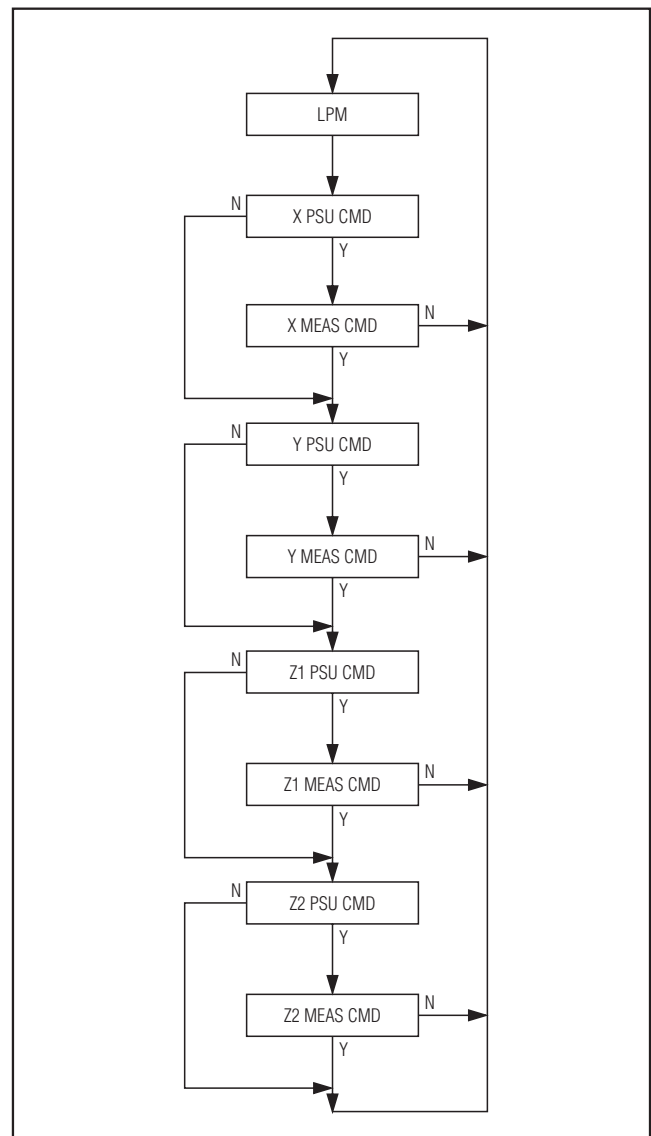 LPM
N
X PSU CMD
Y
X MEAS CMD
N
Y
N
Y PSU CMD
Y
Y MEAS CMD
N
Y
N
Z1 PSU CMD
Y
Z1 MEAS CMD
N
Y
N
Z2 PSU CMD
Y
Z2 MEAS CMD
N
Y